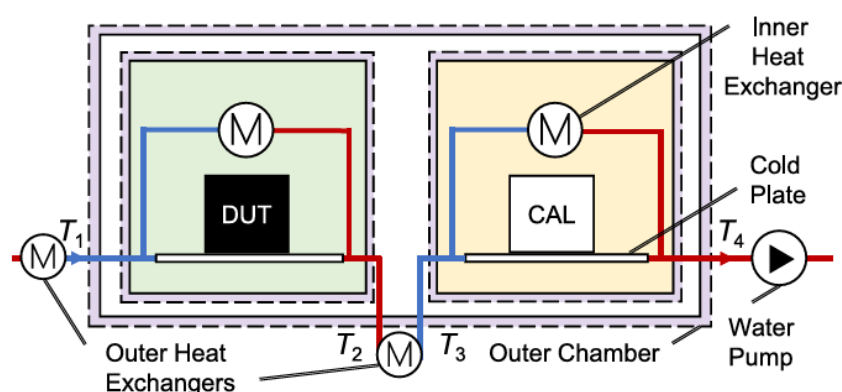 Inner
Heat
Exchanger
M
M
Cold
Plate
DUT
CAL
T1
T4
M
Outer Heat
Exchangers
T2
M
T3
Outer Chamber
Water
Pump